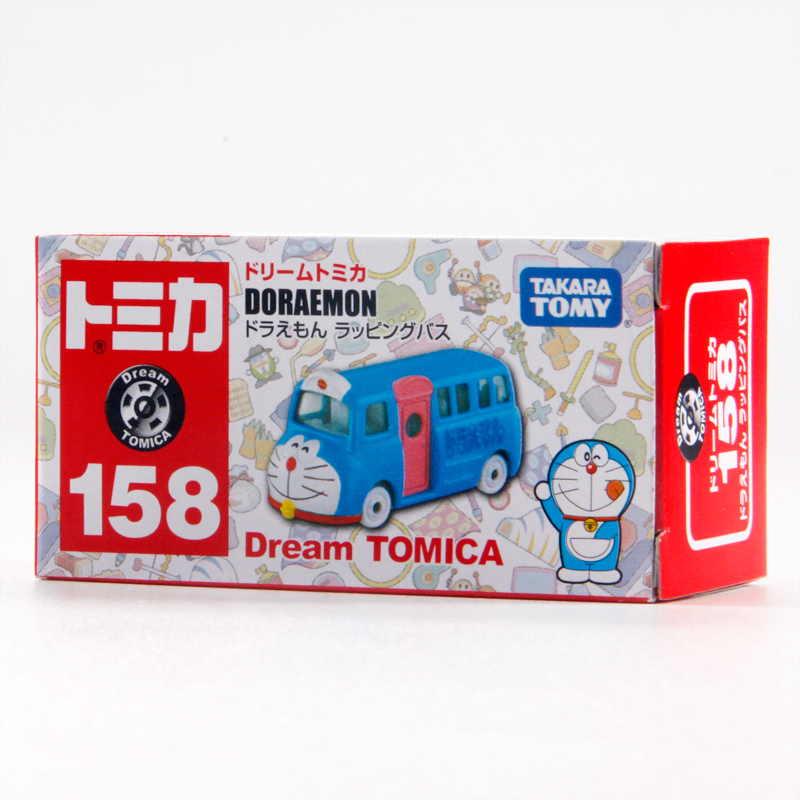 トミカ
®
Dream
TOMICA
158
ドリームトミカ
DORAEMON
ドラえもん ラッピングバス
TAKARA
TOMY
®
Dream TOMICA
Dream
TOMICA
ドリームトミカ
158
ドラえもん ラッピングバス